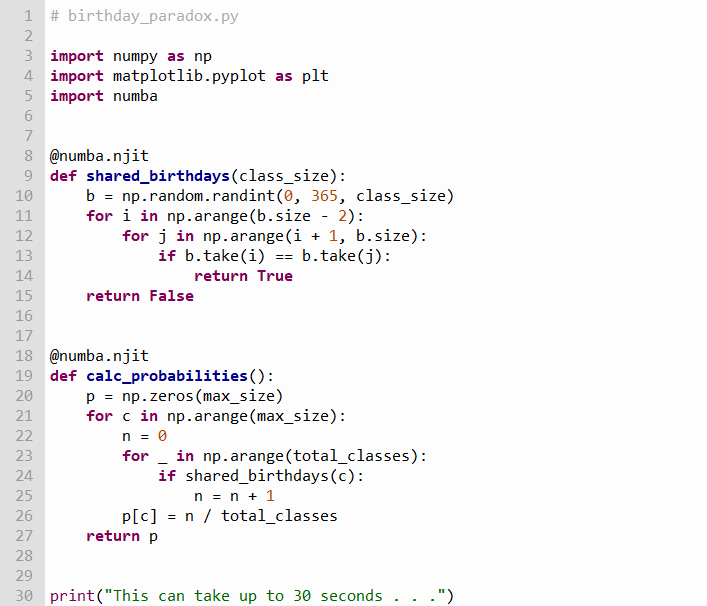 1 # birthday_paradox.py
2
3 import numpy as np
4 import matplotlib.pyplot as plt
5 import numba
6
7
8 @numba.njit
9 def shared_birthdays(class_size):
10     b = np.random.randint(0, 365, class_size)
11     for i in np.arange(b.size - 2):
12         for j in np.arange(i + 1, b.size):
13             if b.take(i) == b.take(j):
14                 return True
15     return False
16
17
18 @numba.njit
19 def calc_probabilities():
20     p = np.zeros(max_size)
21     for c in np.arange(max_size):
22         n = 0
23         for _ in np.arange(total_classes):
24             if shared_birthdays(c):
25                 n = n + 1
26         p[c] = n / total_classes
27     return p
28
29
30 print("This can take up to 30 seconds . . .")